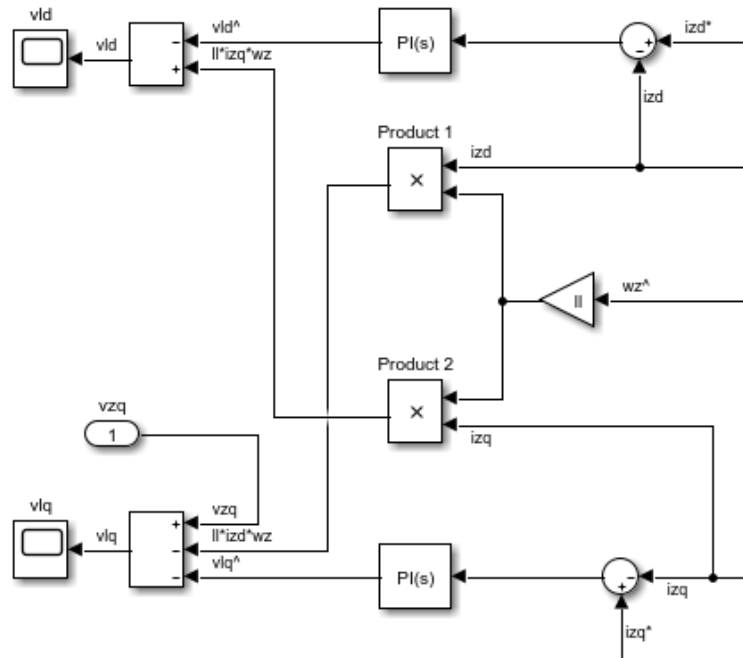 vld
vld
vld^
ll*izq*wz
PI(s)
izd*
izd
Product 1
izd
×
ll
wz^
Product 2
×
izq
vzq
1
vlq
vlq
vzq
ll*izd*wz
vlq^
PI(s)
izq
izq*